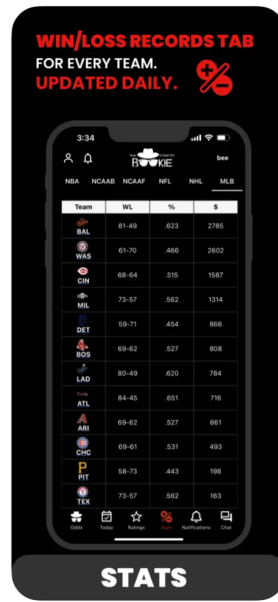 WIN/LOSS RECORDS TAB
FOR EVERY TEAM.
UPDATED DAILY.
3:34
BOOKIE
bee
NBA NCAAB NCAAF NFL NHL MLB
Team WL % $
BAL 81-49 .623 2785
WAS 61-70 .466 2602
CIN 68-64 .515 1587
MIL 73-57 .562 1314
DET 59-71 .454 866
BOS 69-62 .527 808
LAD 80-49 .620 784
ATL 84-45 .651 716
ARI 69-62 .527 661
CHC 69-61 .531 493
PIT 58-73 .443 198
TEX 73-57 .562 163
Odds Today Ratings Stats Notifications Chat
STATS